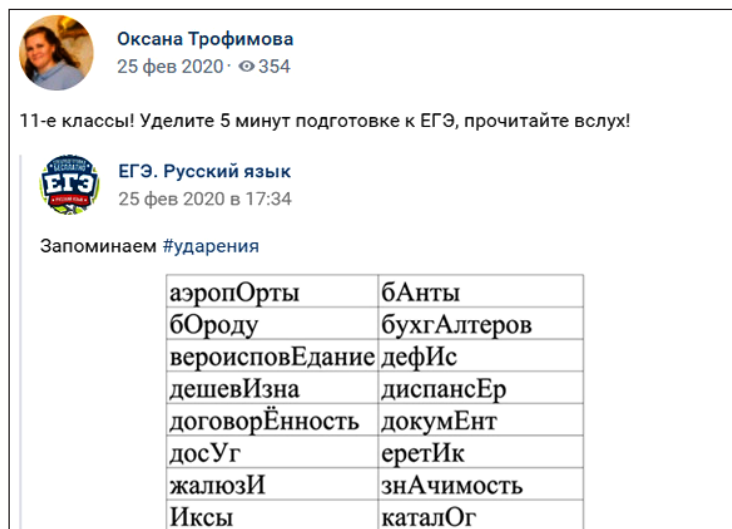 Оксана Трофимова
25 фев 2020 · 354
11-е классы! Уделите 5 минут подготовке к ЕГЭ, прочитайте вслух!
ЕГЭ
ЕГЭ. Русский язык
25 фев 2020 в 17:34
Запоминаем #ударения
аэропОрты бАнты
бОроду бухгАлтеров
вероисповЕдание дефИс
дешевИзна диспансЕр
договорЁнность докумЕнт
досУг еретИк
жалюзИ знАчимость
Иксы каталОг